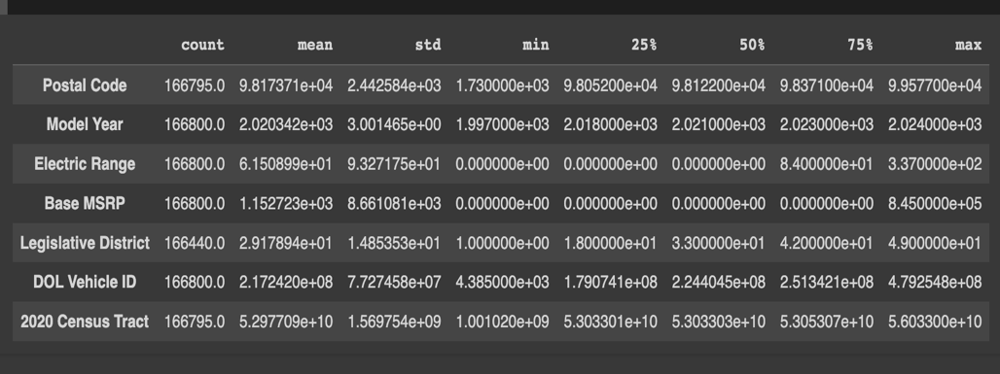 count mean std min 25% 50% 75% max
Postal Code 166795.0 9.817371e+04 2.442584e+03 1.730000e+03 9.805200e+04 9.812200e+04 9.837100e+04 9.957700e+04
Model Year 166800.0 2.020342e+03 3.001465e+00 1.997000e+03 2.018000e+03 2.021000e+03 2.023000e+03 2.024000e+03
Electric Range 166800.0 6.150899e+01 9.327175e+01 0.000000e+00 0.000000e+00 0.000000e+00 8.400000e+01 3.370000e+02
Base MSRP 166800.0 1.152723e+03 8.661081e+03 0.000000e+00 0.000000e+00 0.000000e+00 0.000000e+00 8.450000e+05
Legislative District 166440.0 2.917894e+01 1.485353e+01 1.000000e+00 1.800000e+01 3.300000e+01 4.200000e+01 4.900000e+01
DOL Vehicle ID 166800.0 2.172420e+08 7.727458e+07 4.385000e+03 1.790741e+08 2.244045e+08 2.513421e+08 4.792548e+08
2020 Census Tract 166795.0 5.297709e+10 1.569754e+09 1.001020e+09 5.303301e+10 5.303303e+10 5.305307e+10 5.603300e+10